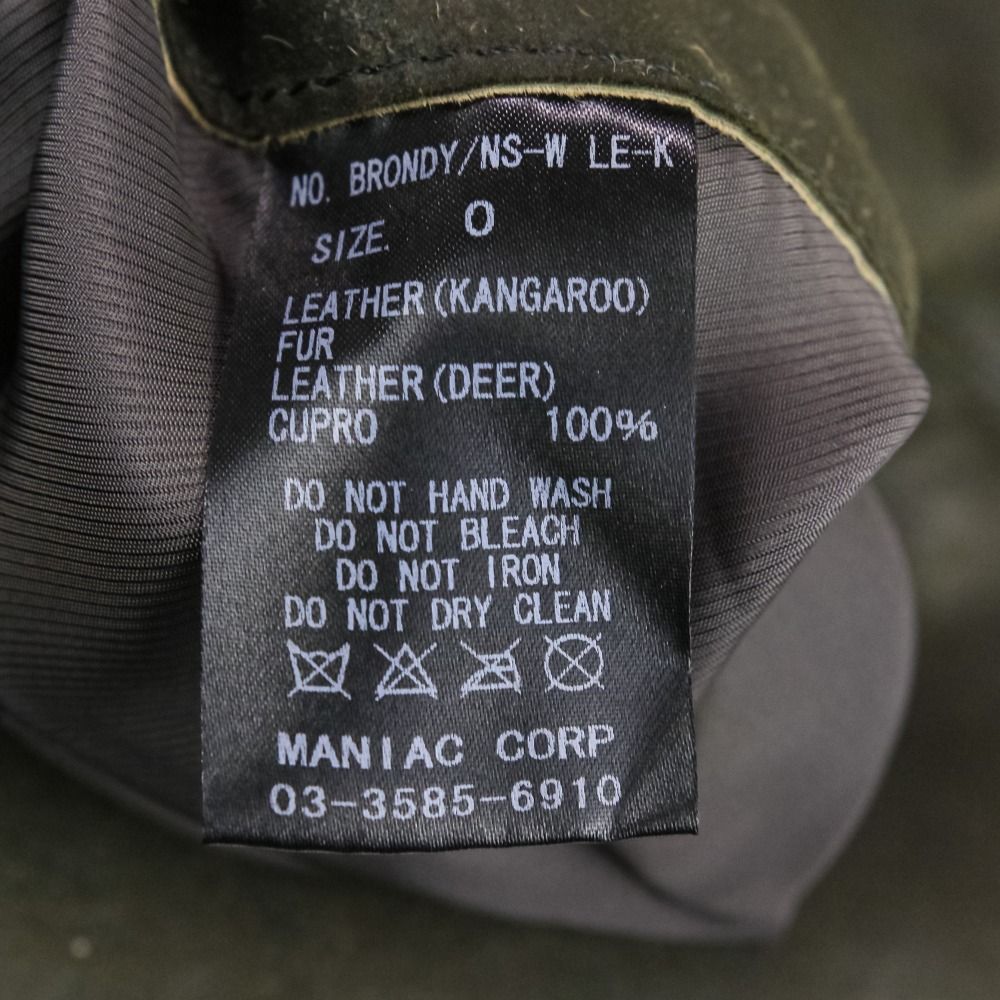 NO. BRONDY/NS-W LE-K
SIZE. 0
LEATHER(KANGAROO)
FUR
LEATHER(DEER)
CUPRO 100%
DO NOT HAND WASH
DO NOT BLEACH
DO NOT IRON
DO NOT DRY CLEAN
MANIAC CORP
03-3585-6910